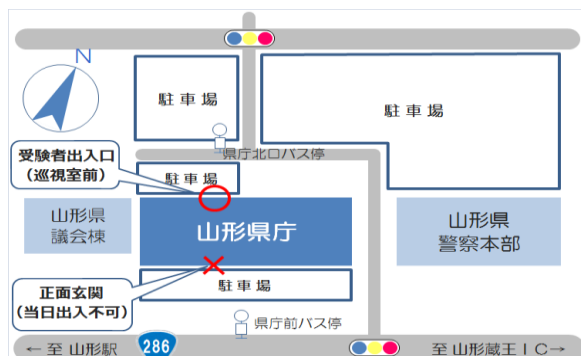 N
駐車場
駐車場
県庁北口バス停
受験者出入口
(巡視室前)
駐車場
山形県
議会棟
山形県庁
山形県
警察本部
正面玄関
(当日出入不可)
駐車場
県庁前バス停
← 至 山形駅
286
至 山形蔵王IC→